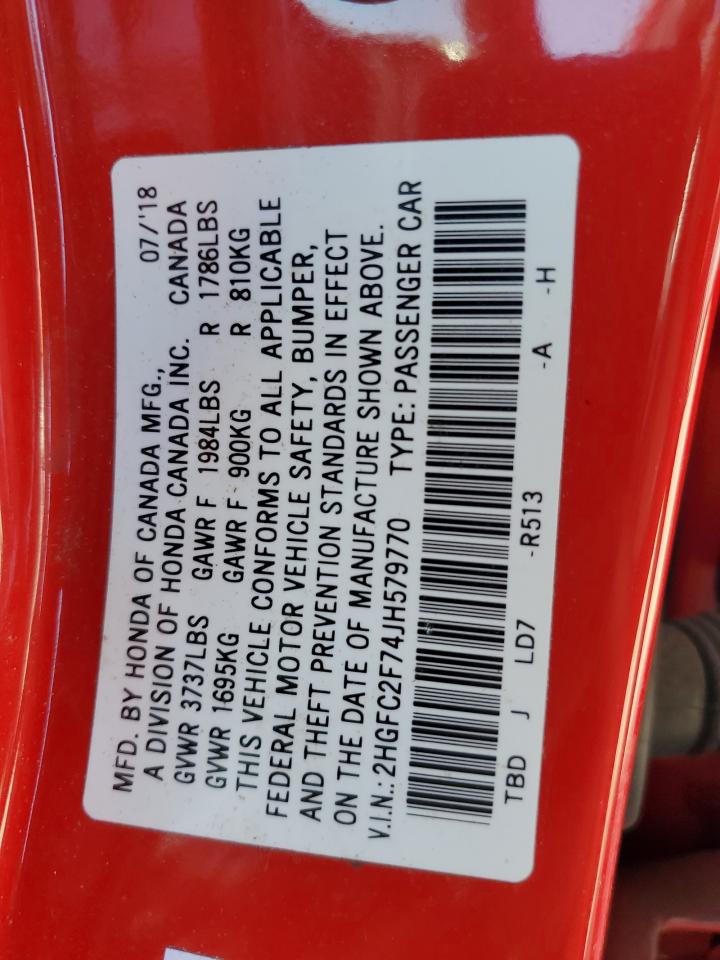 MFD. BY HONDA OF CANADA MFG., 07/'18
A DIVISION OF HONDA CANADA INC. CANADA
GVWR 3737LBS GAWR F 1984LBS R 1786LBS
GVWR 1695KG GAWR F 900KG R 810KG
THIS VEHICLE CONFORMS TO ALL APPLICABLE
FEDERAL MOTOR VEHICLE SAFETY, BUMPER,
AND THEFT PREVENTION STANDARDS IN EFFECT
ON THE DATE OF MANUFACTURE SHOWN ABOVE.
V.I.N.: 2HGFC2F74JH579770 TYPE: PASSENGER CAR
TBD J LD7 -R513 -A -H